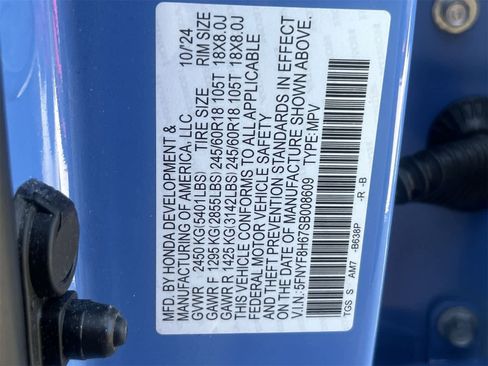 MFD. BY HONDA DEVELOPMENT &
MANUFACTURING OF AMERICA, LLC 10/'24
GVWR 2450 KG(5401LBS) TIRE SIZE RIM SIZE
GAWR F 1295 KG(2855LBS) 245/60R18 105T 18X8.0J
GAWR R 1425 KG(3142LBS) 245/60R18 105T 18X8.0J
THIS VEHICLE CONFORMS TO ALL APPLICABLE
FEDERAL MOTOR VEHICLE SAFETY
AND THEFT PREVENTION STANDARDS IN EFFECT
ON THE DATE OF MANUFACTURE SHOWN ABOVE.
V.I.N.: 5FNYF8H67SB008609 TYPE: MPV
TGS S AM7 -B638P -R -B